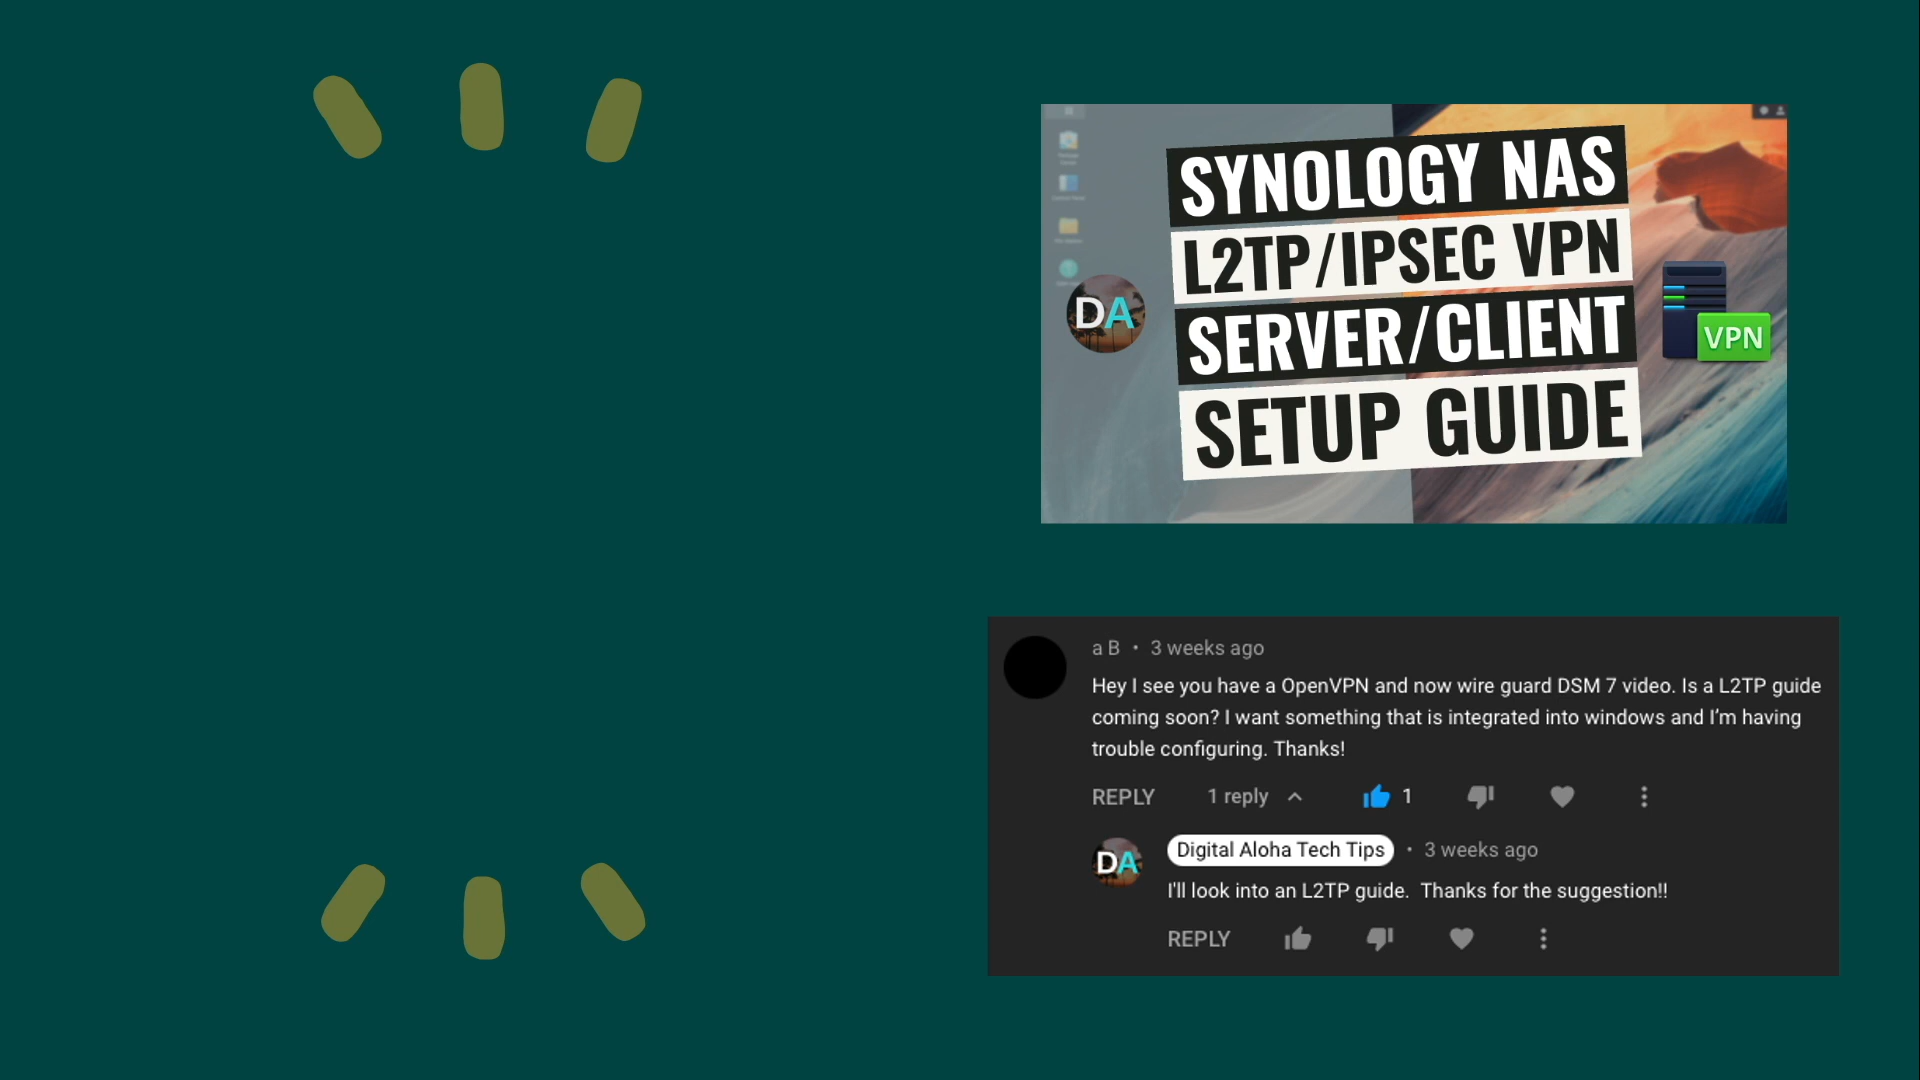 SYNOLOGY NAS
L2TP/IPSEC VPN
SERVER/CLIENT
SETUP GUIDE
DA
VPN
a B • 3 weeks ago
Hey I see you have a OpenVPN and now wire guard DSM 7 video. Is a L2TP guide
coming soon? I want something that is integrated into windows and I'm having
trouble configuring. Thanks!
REPLY 1 reply 1
DA
Digital Aloha Tech Tips • 3 weeks ago
I'll look into an L2TP guide.  Thanks for the suggestion!!
REPLY